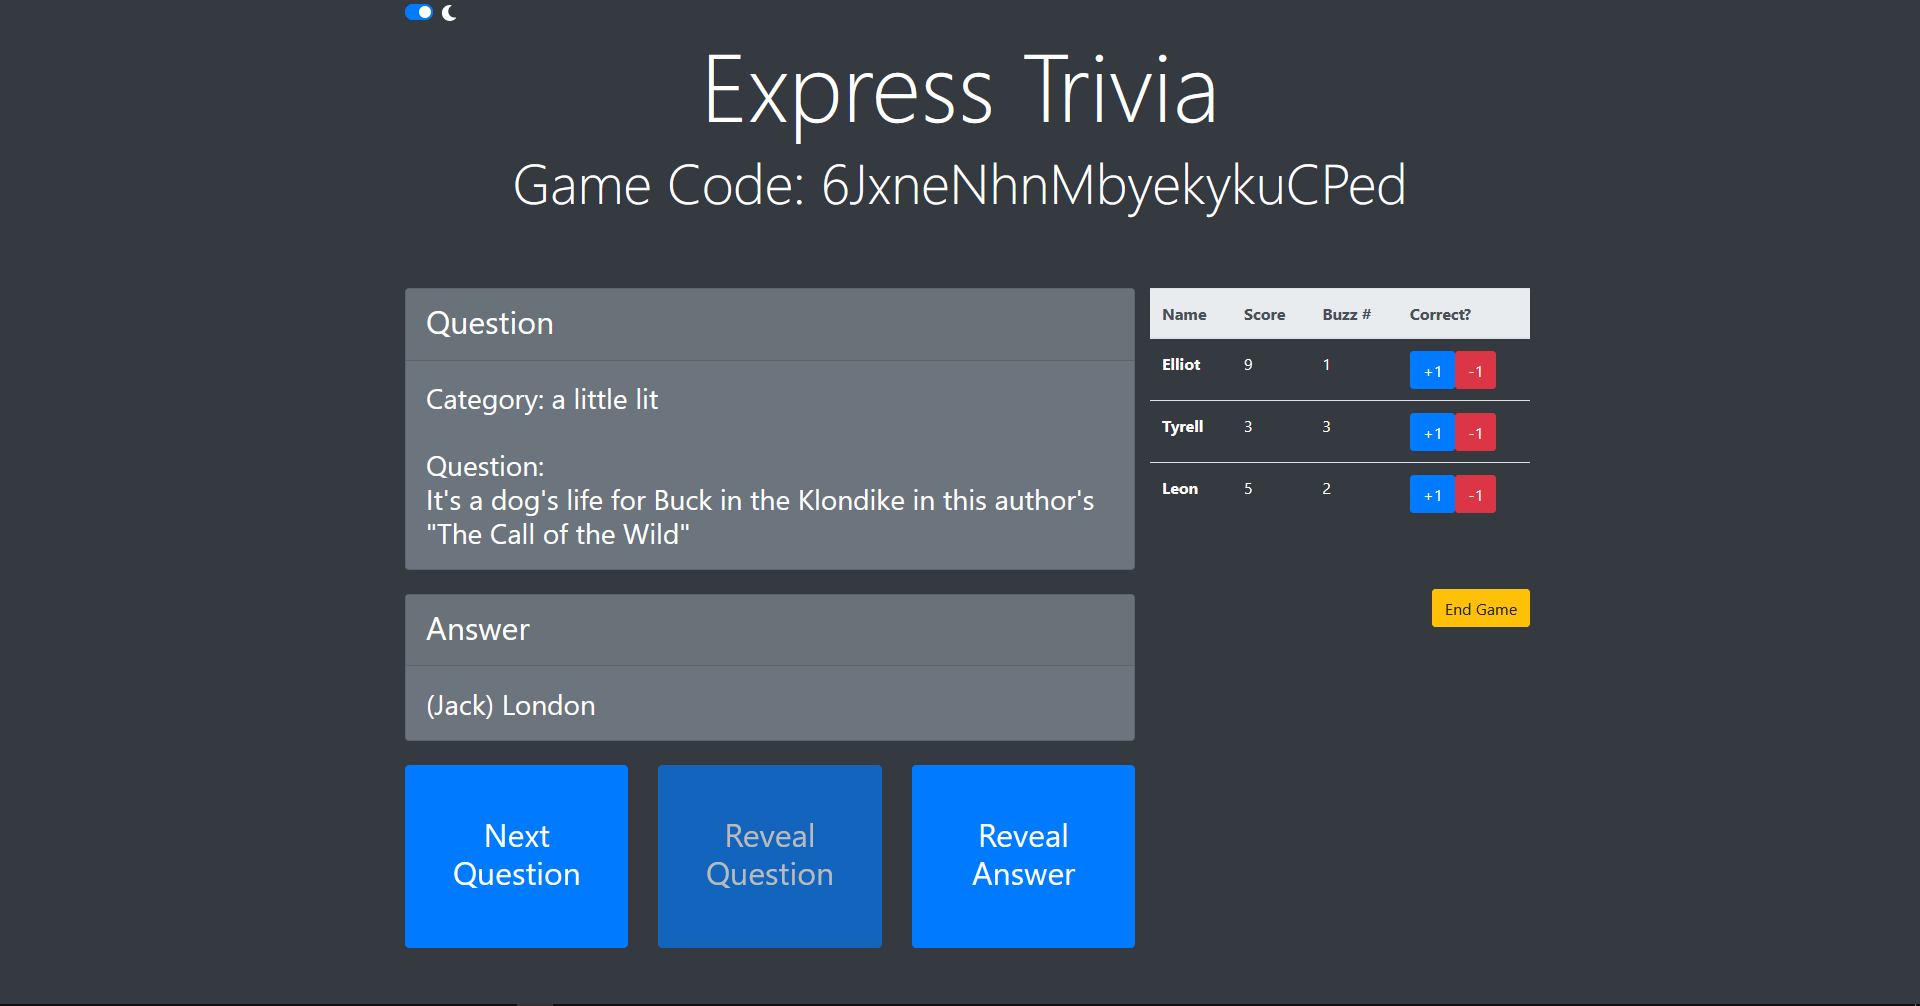 Express Trivia
Game Code: 6JxneNhnMbyekykuCPed
Question
Category: a little lit
Question:
It's a dog's life for Buck in the Klondike in this author's
"The Call of the Wild"
Answer
(Jack) London
Next
Question
Reveal
Question
Reveal
Answer
Name Score Buzz # Correct?
Elliot 9 1 +1 -1
Tyrell 3 3 +1 -1
Leon 5 2 +1 -1
End Game